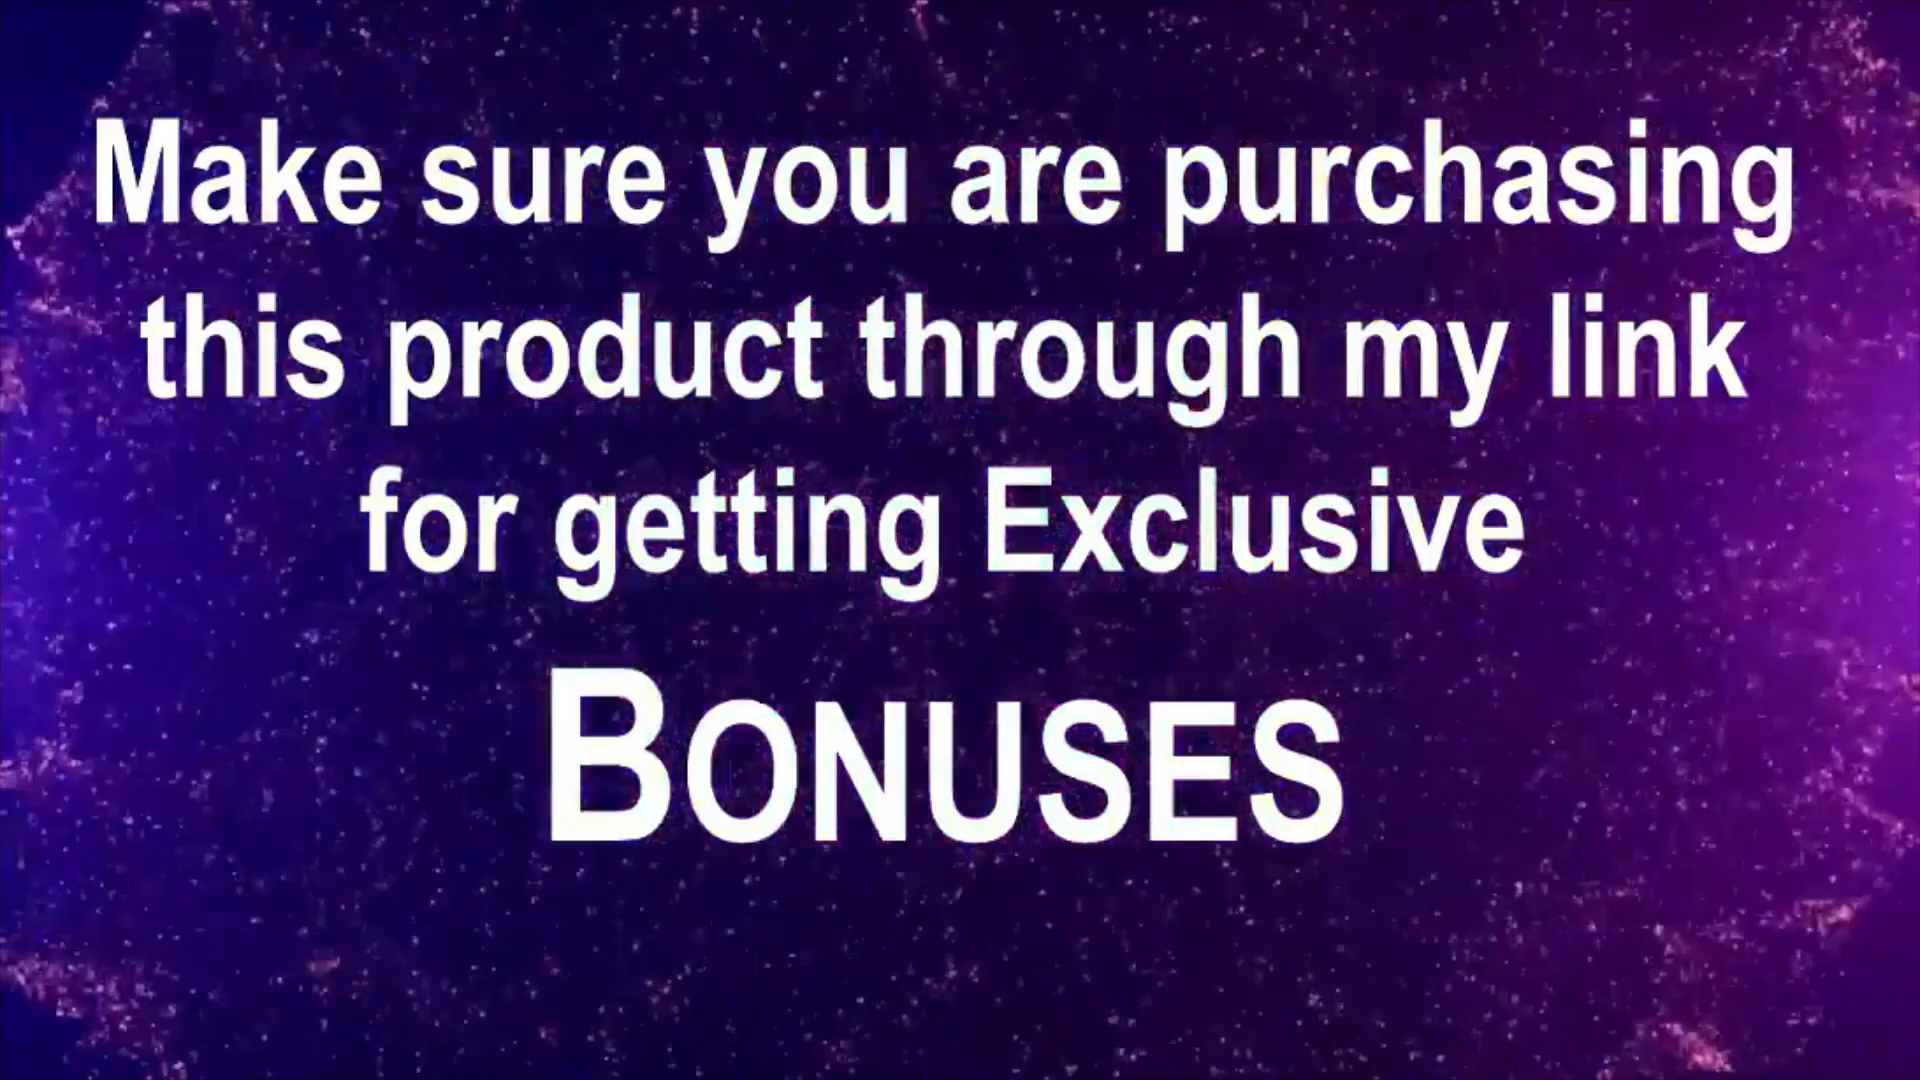 Make sure you are purchasing
this product through my link
for getting Exclusive
BONUSES